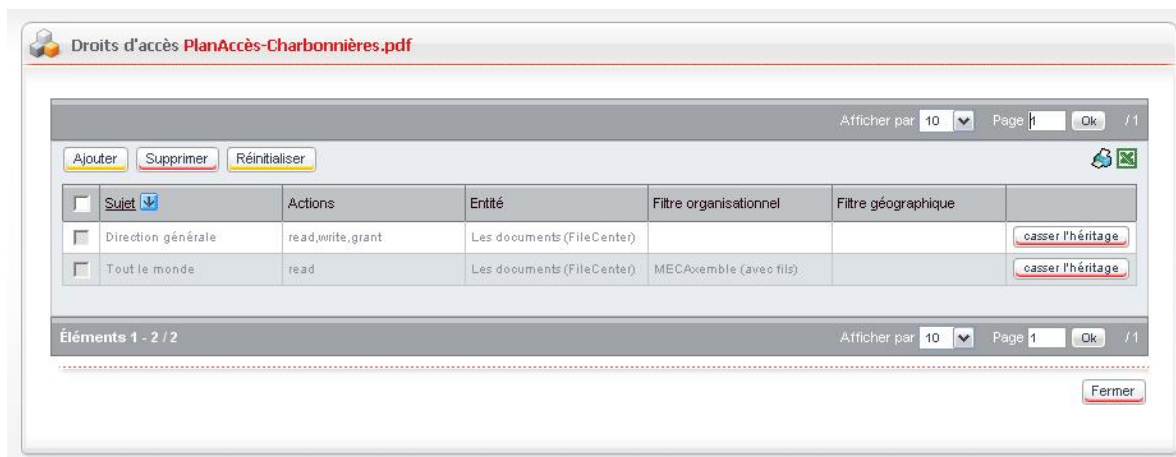 Droits d'accès PlanAccès-Charbonnières.pdf
Afficher par 10 Page 1 Ok / 1
Ajouter Supprimer Réinitialiser
Sujet Actions Entité Filtre organisationnel Filtre géographique
Direction générale read,write,grant Les documents (FileCenter) casser l'héritage
Tout le monde read Les documents (FileCenter) MECAxemble (avec fils) casser l'héritage
Éléments 1 - 2 / 2 Afficher par 10 Page 1 Ok / 1
Fermer